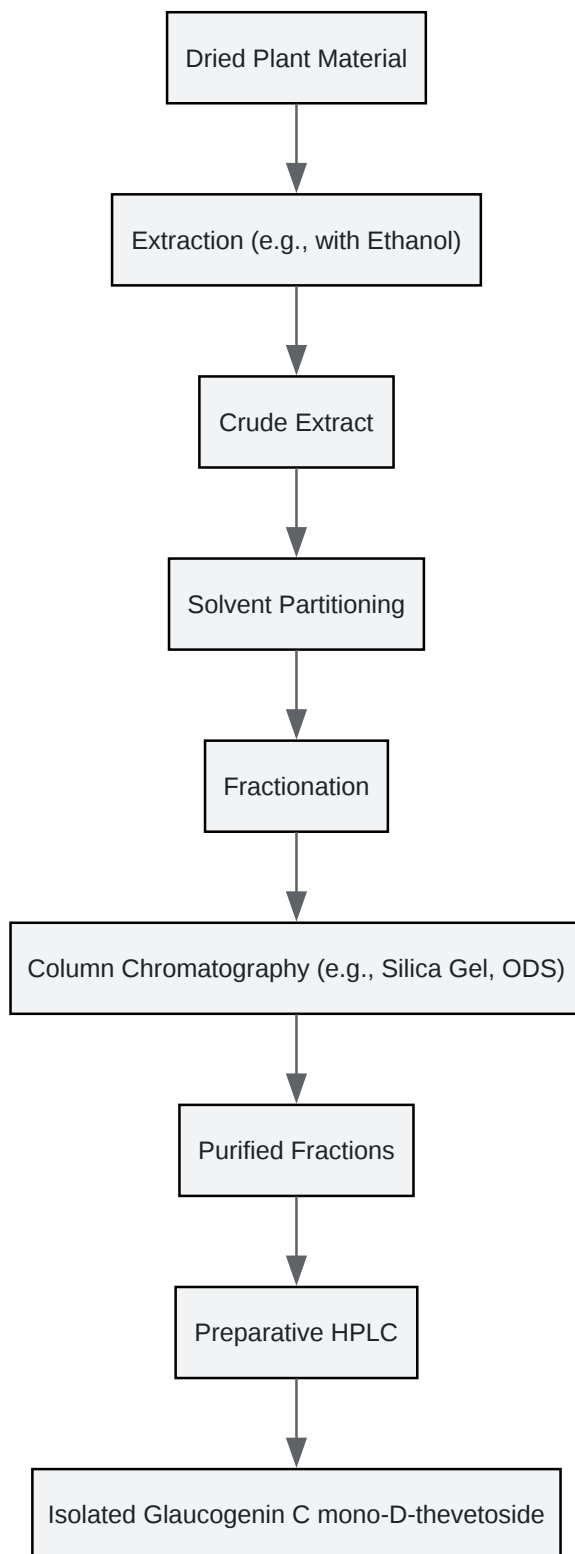 Dried Plant Material
Extraction (e.g., with Ethanol)
Crude Extract
Solvent Partitioning
Fractionation
Column Chromatography (e.g., Silica Gel, ODS)
Purified Fractions
Preparative HPLC
Isolated Glaucogenin C mono-D-thevetoside